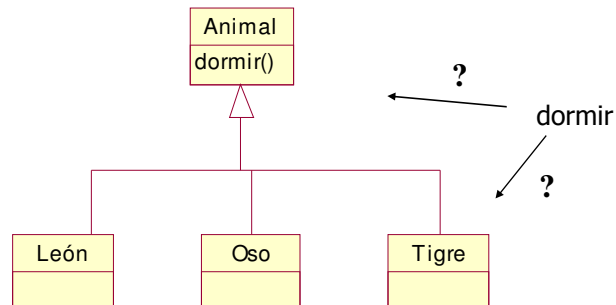 Animal
dormir()
?
dormir
?
León
Oso
Tigre